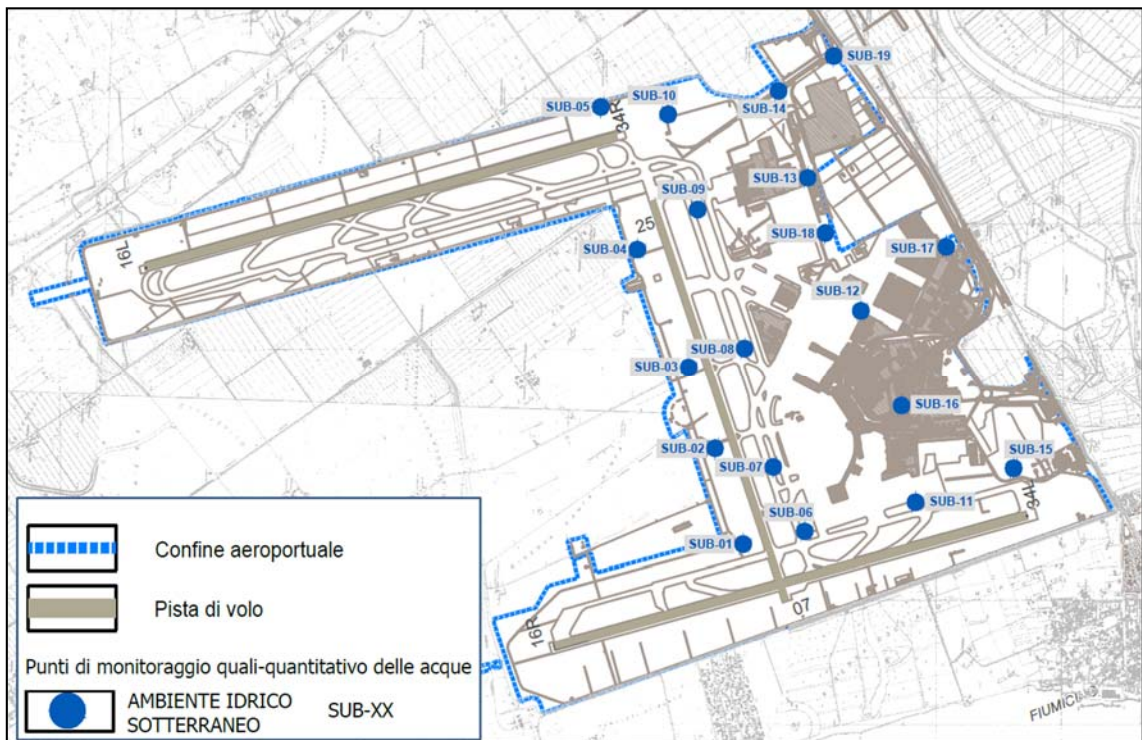 SUB-19
SUB-14
SUB-10
SUB-05
34R
SUB-13
SUB-09
25
SUB-18
SUB-17
SUB-04
16L
SUB-12
SUB-08
SUB-03
SUB-16
SUB-02
SUB-07
SUB-15
34L
SUB-11
SUB-06
SUB-01
07
16R
Confine aeroportuale
Pista di volo
Punti di monitoraggio quali-quantitativo delle acque
AMBIENTE IDRICO
SOTTERRANEO
SUB-XX